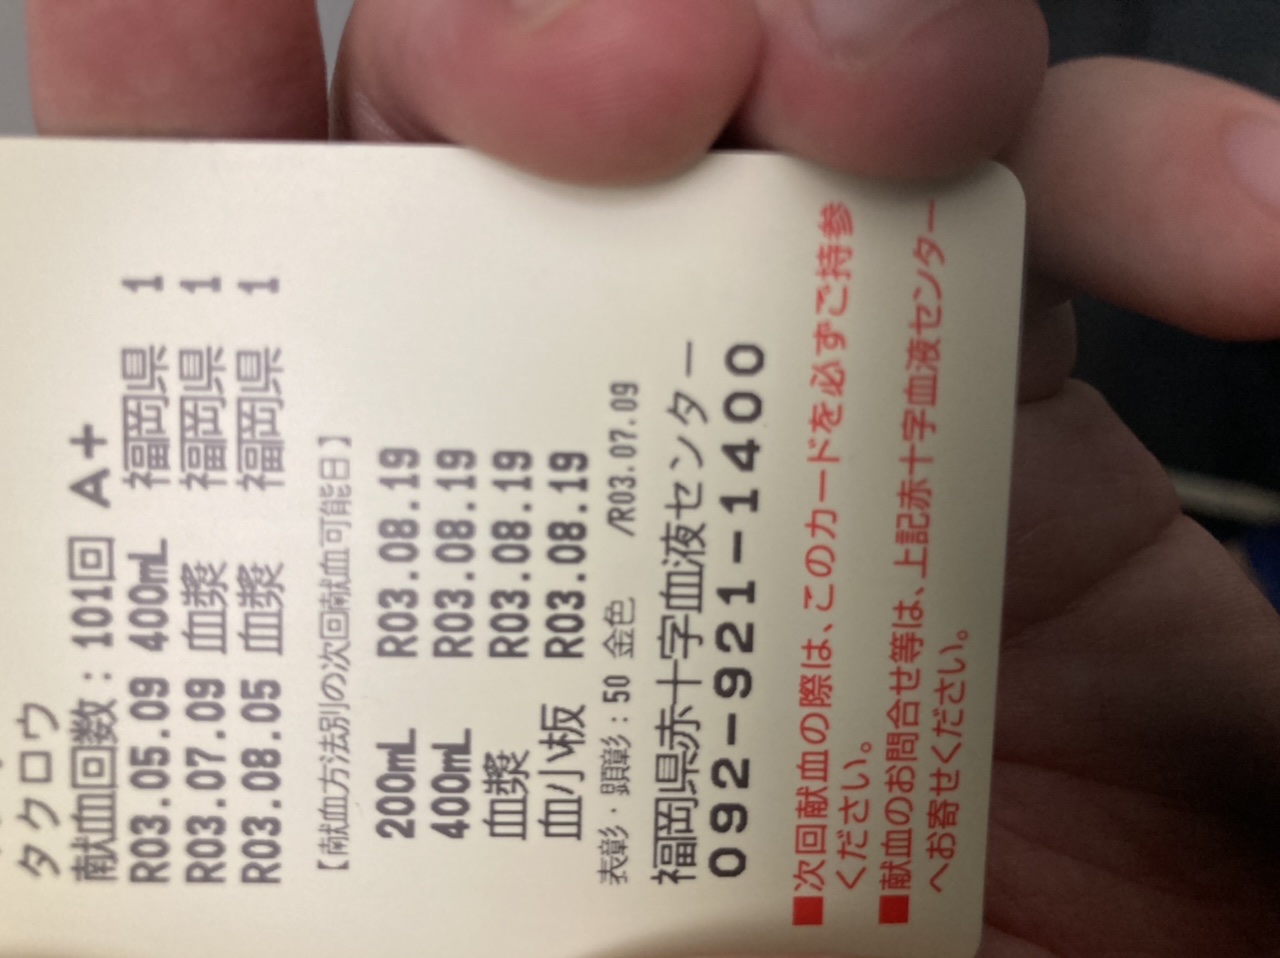 タクロウ
献血回数：101回 A+
R03.05.09 400mL 福岡県 1
R03.07.09 血漿 福岡県 1
R03.08.05 血漿 福岡県 1
【献血方法別の次回献血可能日】
200mL R03.08.19
400mL R03.08.19
血漿 R03.08.19
血小板 R03.08.19
表彰・顕彰：50 金色 /R03.07.09
福岡県赤十字血液センター
092-921-1400
■次回献血の際は、このカードを必ずご持参
ください。
■献血のお問合せ等は、上記赤十字血液センター
へお寄せください。